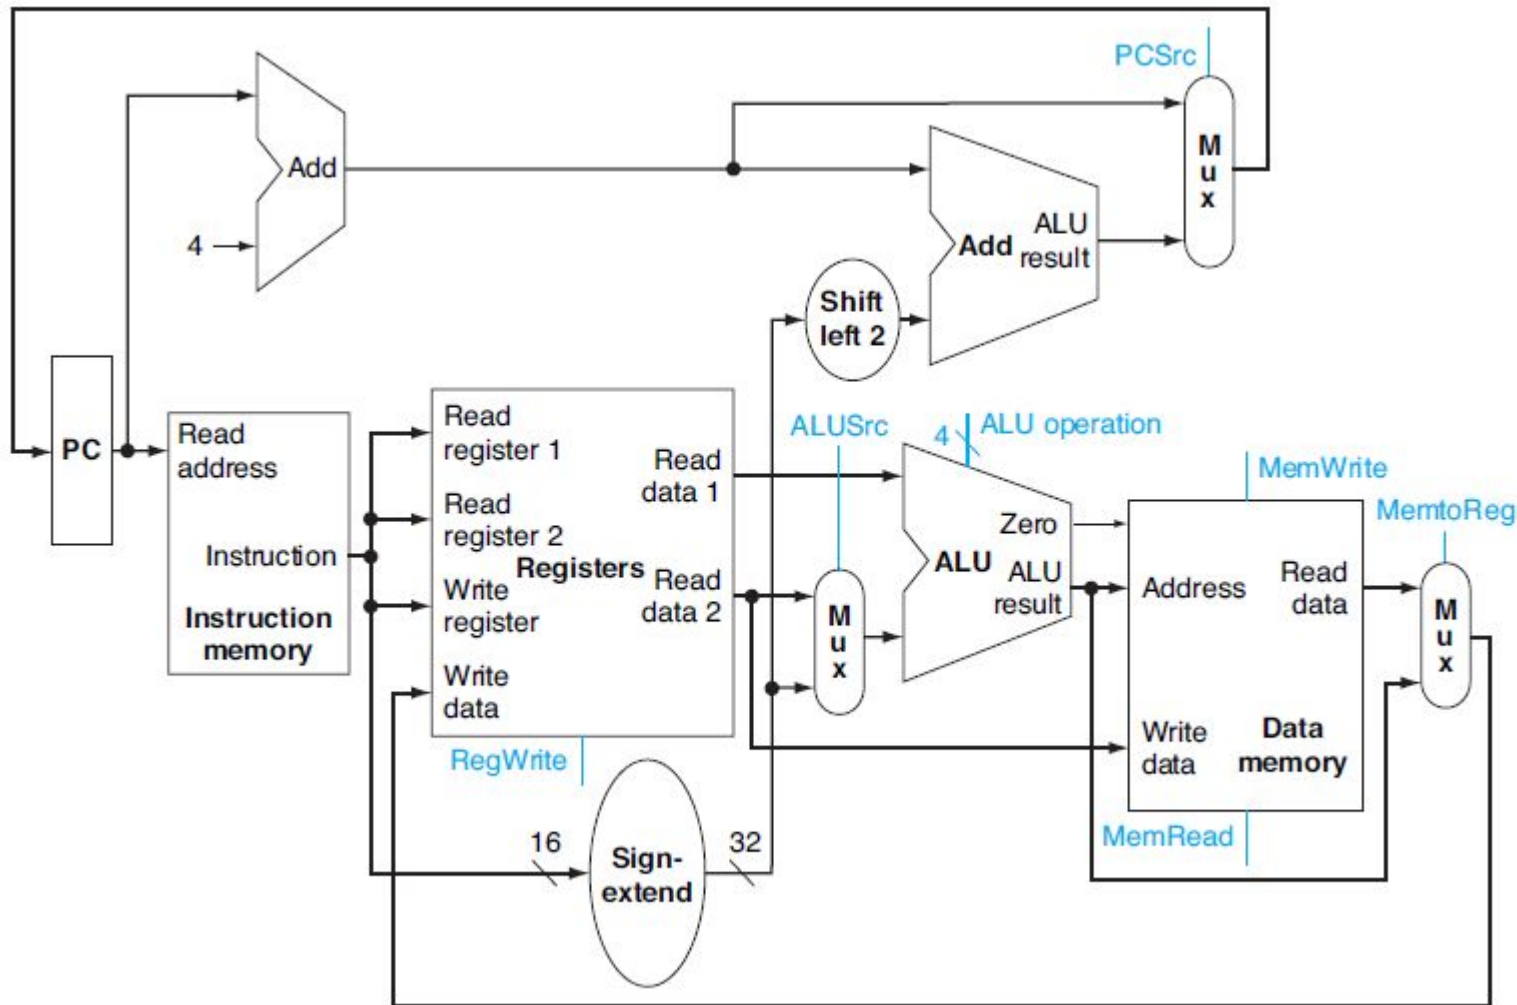 PCSrc
M
u
x
Add
4
Add
ALU
result
Shift
left 2
PC
Read
address
Instruction
Instruction
memory
Read
register 1
Read
register 2
Write
register
Write
data
Registers
Read
data 1
Read
data 2
RegWrite
16
Sign-
extend
32
ALUSrc
M
u
x
4
ALU operation
Zero
ALU
ALU
result
MemWrite
Address
Read
data
Write
data
Data
memory
MemRead
MemtoReg
M
u
x